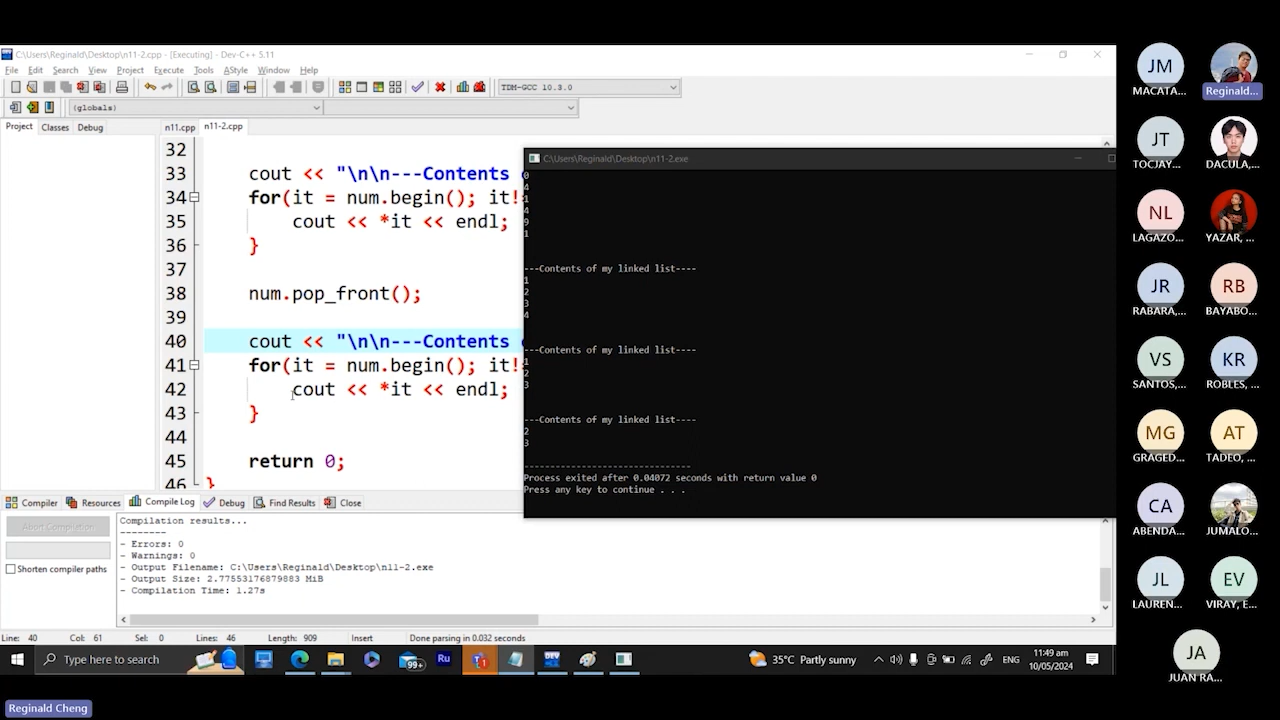 C:\Users\Reginald\Desktop\n11-2.cpp - [Executing] - Dev-C++ 5.11
File Edit Search View Project Execute Tools AStyle Window Help
TDM-GCC 10.3.0
(globals)
Project Classes Debug
n11.cpp n11-2.cpp
32
33 cout << "\n\n---Contents
34 for(it = num.begin(); it!
35 cout << *it << endl;
36 }
37
38 num.pop_front();
39
40 cout << "\n\n---Contents
41 for(it = num.begin(); it!
42 cout << *it << endl;
43 }
44
45 return 0;
46 }
C:\Users\Reginald\Desktop\n11-2.exe
0
4
1
4
9
1
---Contents of my linked list----
1
2
3
4
---Contents of my linked list----
1
2
3
---Contents of my linked list----
2
3
--------------------------------
Process exited after 0.04072 seconds with return value 0
Press any key to continue . . .
Compiler Resources Compile Log Debug Find Results Close
Abort Compilation
Shorten compiler paths
Compilation results...
--------
- Errors: 0
- Warnings: 0
- Output Filename: C:\Users\Reginald\Desktop\n11-2.exe
- Output Size: 2.77553176879883 MiB
- Compilation Time: 1.27s
Line: 40 Col: 61 Sel: 0 Lines: 46 Length: 909 Insert Done parsing in 0.032 seconds
Type here to search
99+
Ru
DEV
35°C Partly sunny
ENG
11:49 am
10/05/2024
JM
MACATA...
Reginald...
JT
TOCJAY...
DACULA,...
NL
LAGAZO...
YAZAR, ...
JR
RABARA,...
RB
BAYABO...
VS
SANTOS,...
KR
ROBLES, ...
MG
GRAGED...
AT
TADEO, ...
CA
ABENDA...
JUMALO...
JL
LAUREN...
EV
VIRAY, E...
JA
JUAN RA...
Reginald Cheng